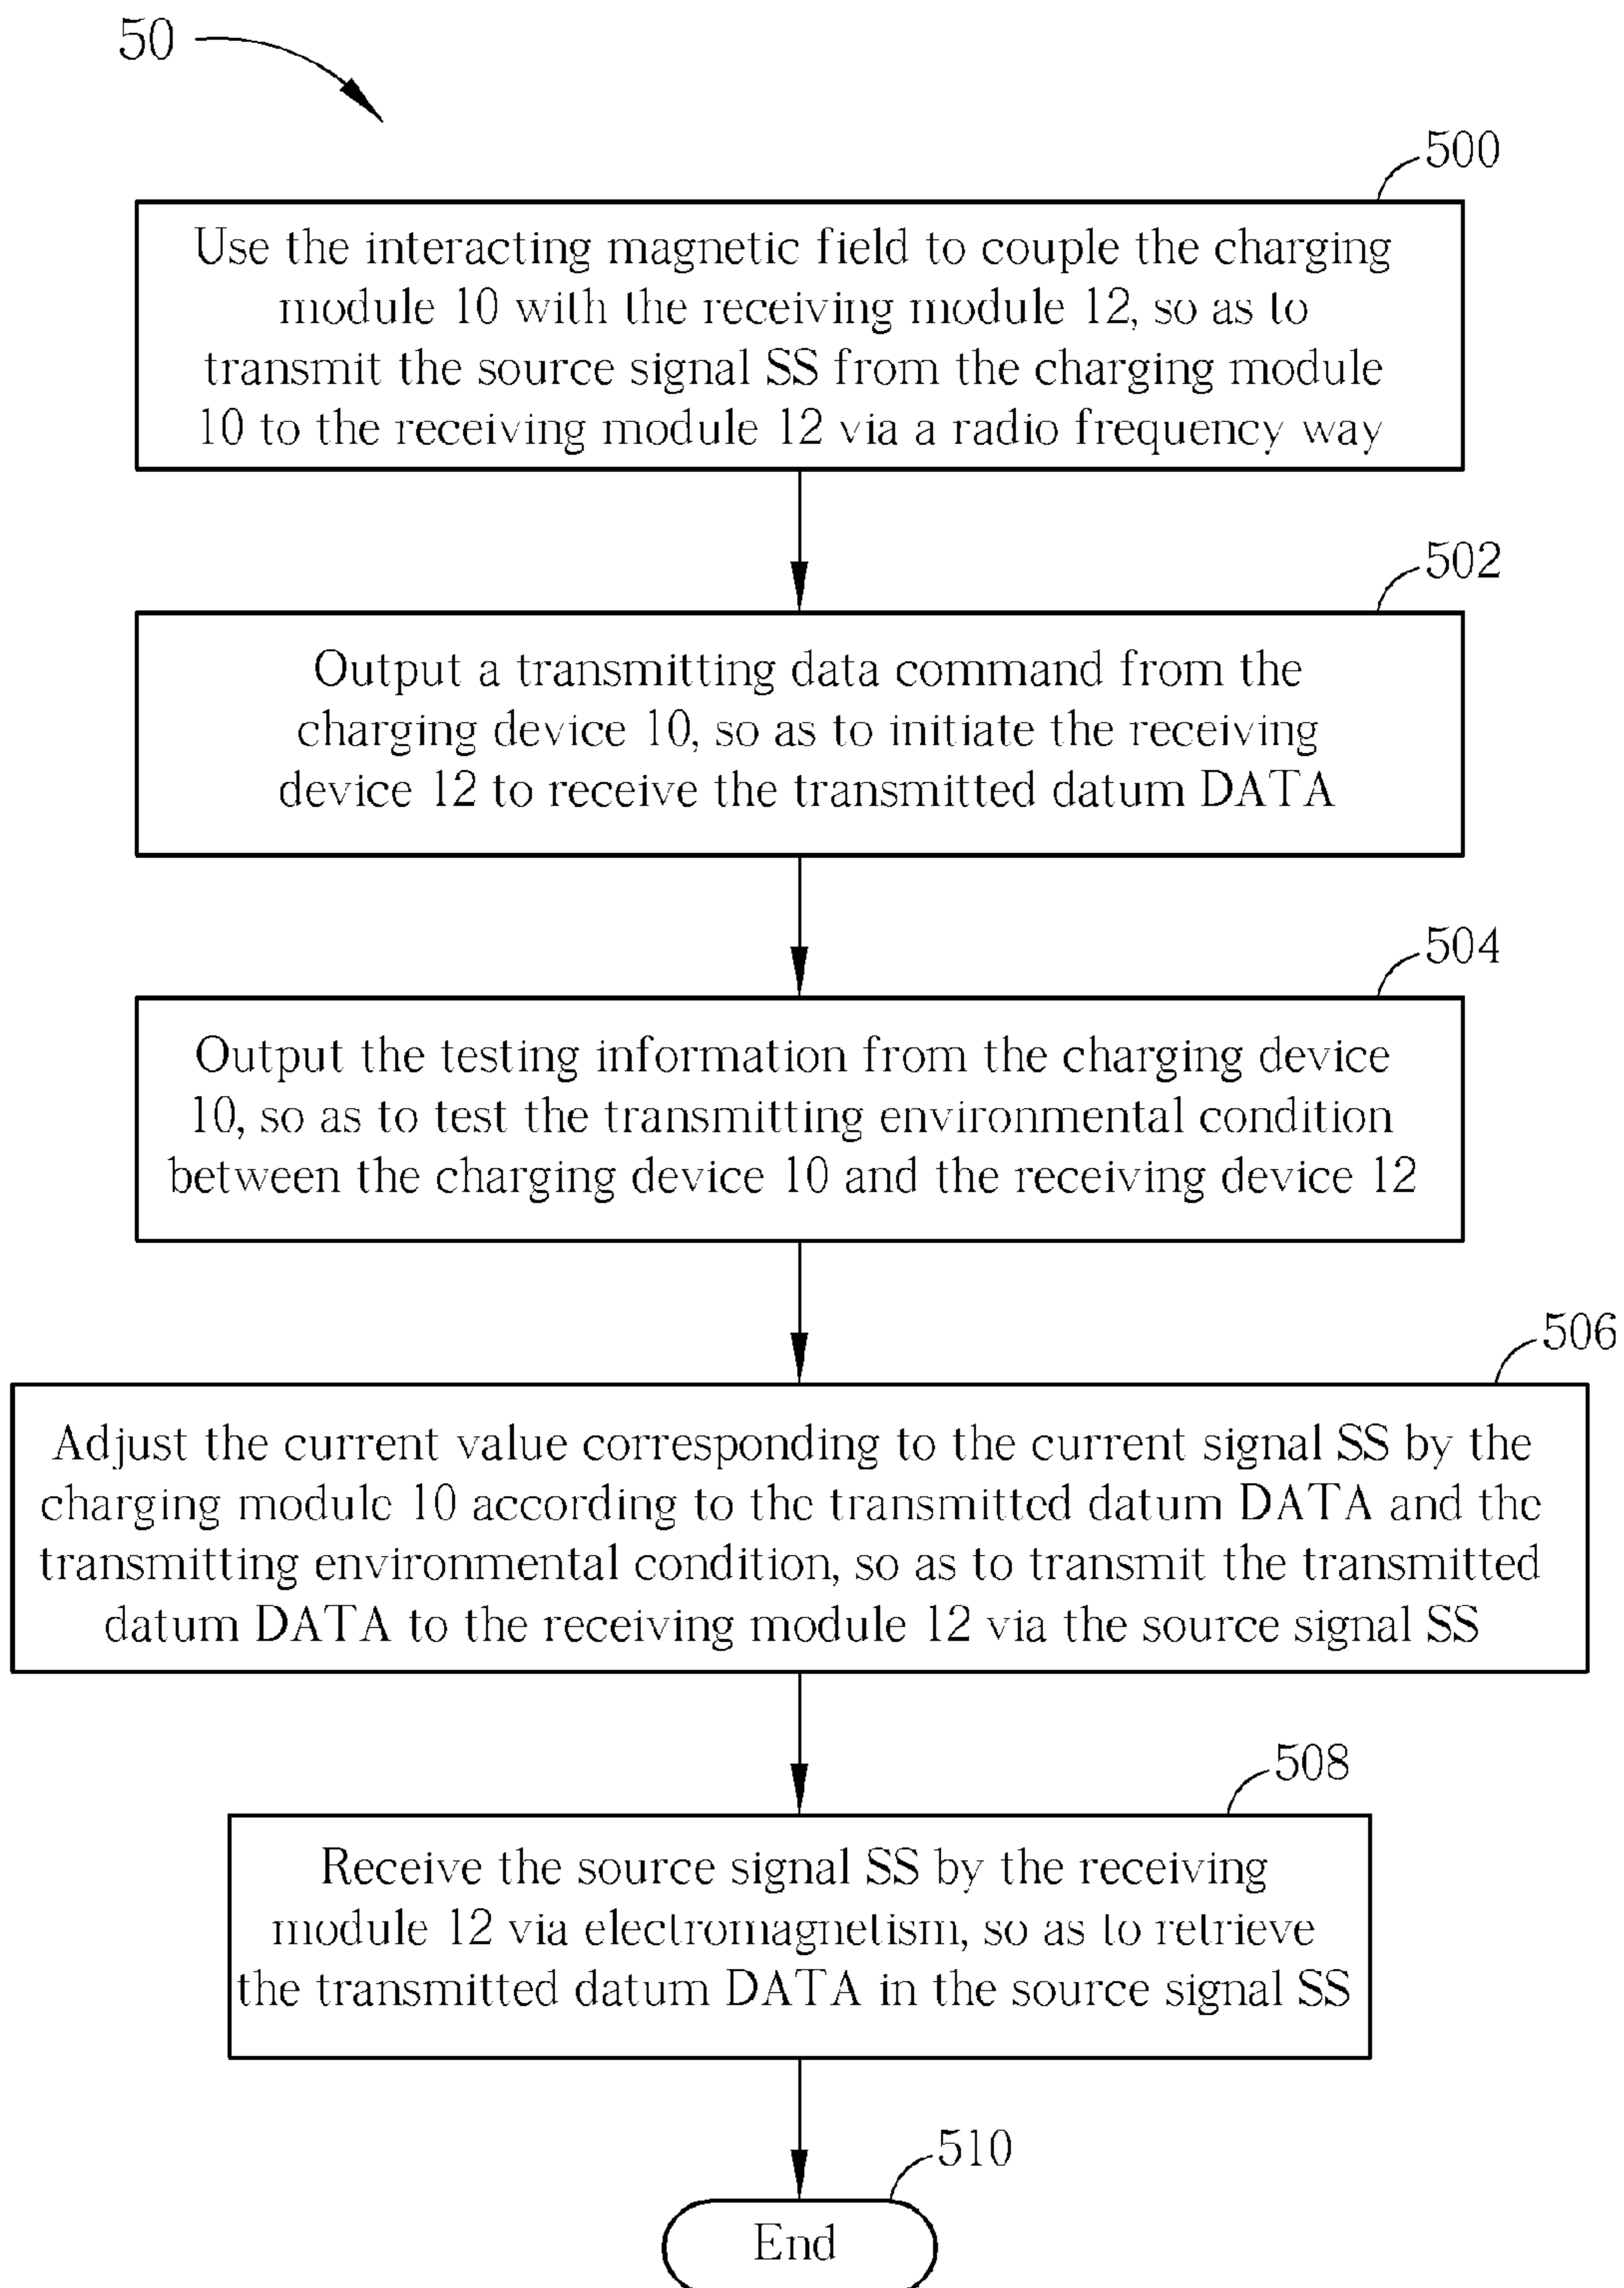 50
500
Use the interacting magnetic field to couple the charging
module 10 with the receiving module 12, so as to
transmit the source signal SS from the charging module
10 to the receiving module 12 via a radio frequency way
502
Output a transmitting data command from the
charging device 10, so as to initiate the receiving
device 12 to receive the transmitted datum DATA
504
Output the testing information from the charging device
10, so as to test the transmitting environmental condition
between the charging device 10 and the receiving device 12
506
Adjust the current value corresponding to the current signal SS by the
charging module 10 according to the transmitted datum DATA and the
transmitting environmental condition, so as to transmit the transmitted
datum DATA to the receiving module 12 via the source signal SS
508
Receive the source signal SS by the receiving
module 12 via electromagnetism, so as to retrieve
the transmitted datum DATA in the source signal SS
510
End